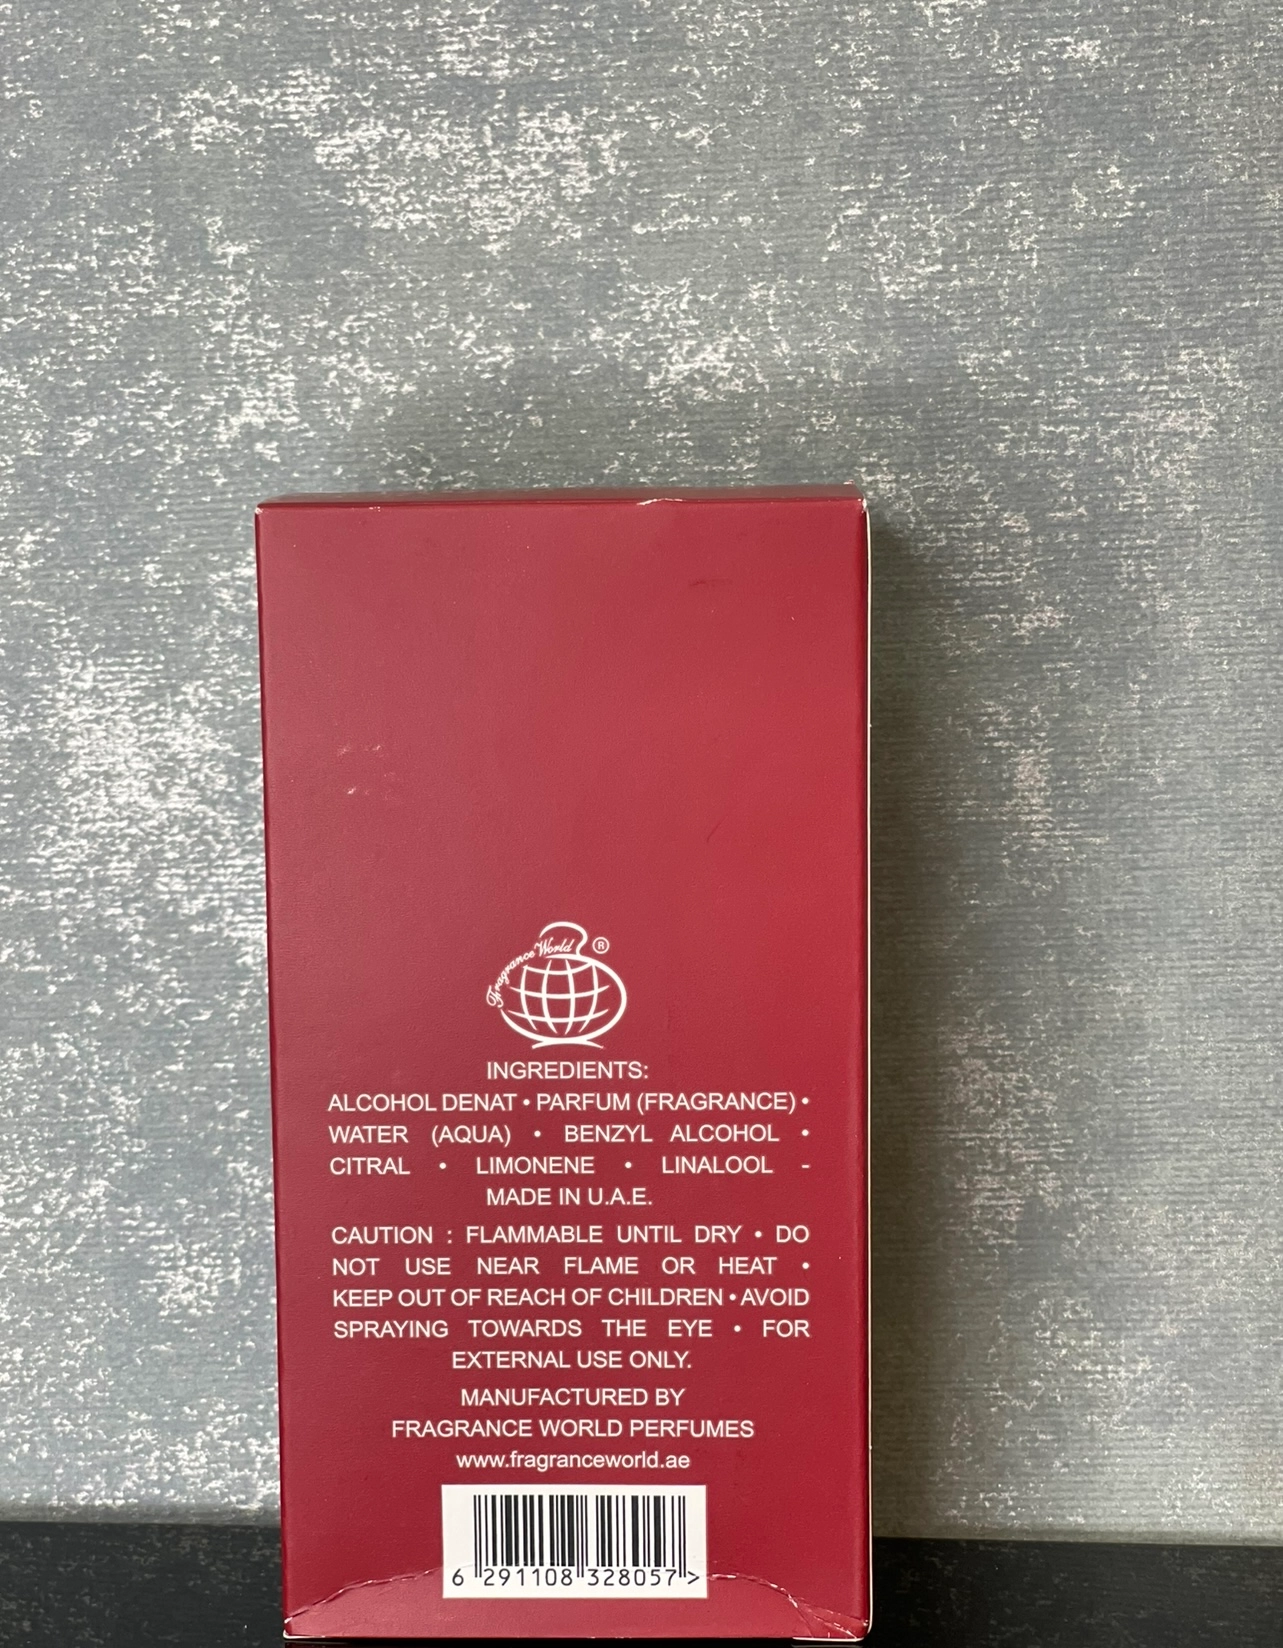 Fragrance World ®
INGREDIENTS:
ALCOHOL DENAT • PARFUM (FRAGRANCE) •
WATER (AQUA) • BENZYL ALCOHOL •
CITRAL • LIMONENE • LINALOOL -
MADE IN U.A.E.
CAUTION : FLAMMABLE UNTIL DRY • DO
NOT USE NEAR FLAME OR HEAT •
KEEP OUT OF REACH OF CHILDREN • AVOID
SPRAYING TOWARDS THE EYE • FOR
EXTERNAL USE ONLY.
MANUFACTURED BY
FRAGRANCE WORLD PERFUMES
www.fragranceworld.ae
6 291108 328057 >